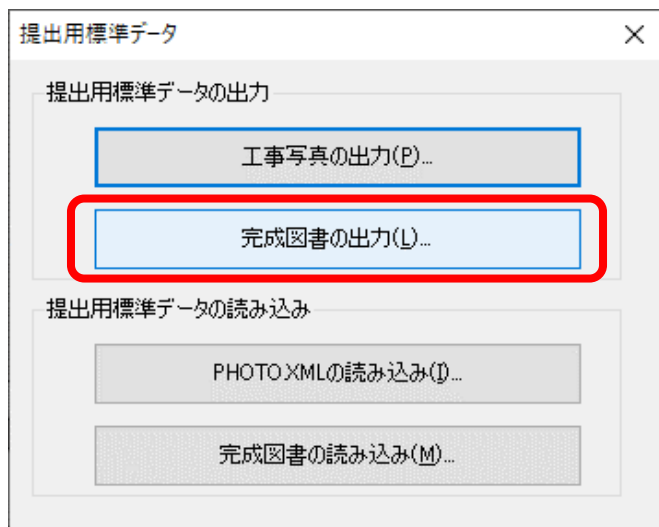 提出用標準データ
提出用標準データの出力
工事写真の出力(P)...
完成図書の出力(L)...
提出用標準データの読み込み
PHOTO.XMLの読み込み(I)...
完成図書の読み込み(M)...